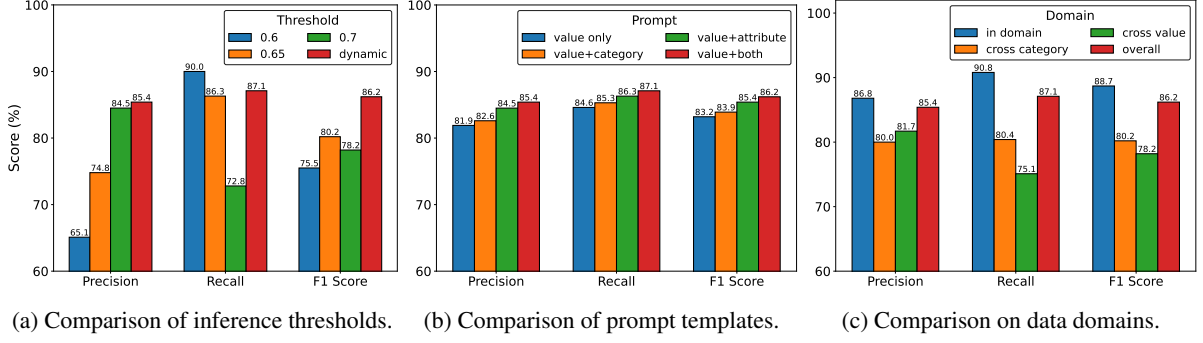 Threshold
0.6 0.7
0.65 dynamic
Score (%)
100
90
80
70
60
65.1 74.8 84.5 85.4
90.0 86.3 72.8 87.1
75.5 80.2 78.2 86.2
Precision Recall F1 Score
(a) Comparison of inference thresholds.
Prompt
value only value+attribute
value+category value+both
100
90
80
70
60
81.9 82.6 84.5 85.4
84.6 85.3 86.3 87.1
83.2 83.9 85.4 86.2
Precision Recall F1 Score
(b) Comparison of prompt templates.
Domain
in domain cross value
cross category overall
100
90
80
70
60
86.8 80.0 81.7 85.4
90.8 80.4 75.1 87.1
88.7 80.2 78.2 86.2
Precision Recall F1 Score
(c) Comparison on data domains.